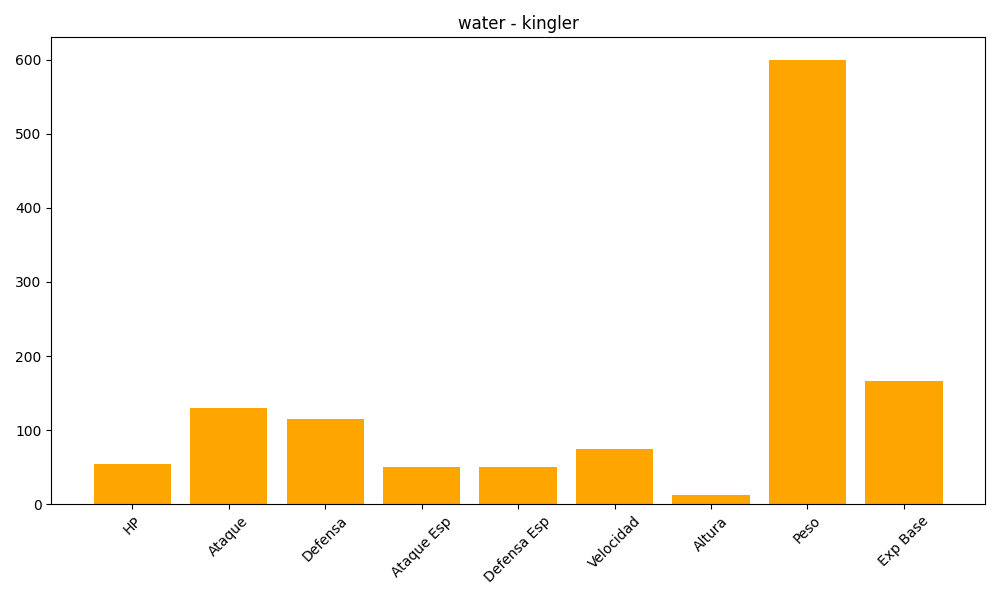 water - kingler
600
500
400
300
200
100
0
HP
Ataque
Defensa
Ataque Esp
Defensa Esp
Velocidad
Altura
Peso
Exp Base